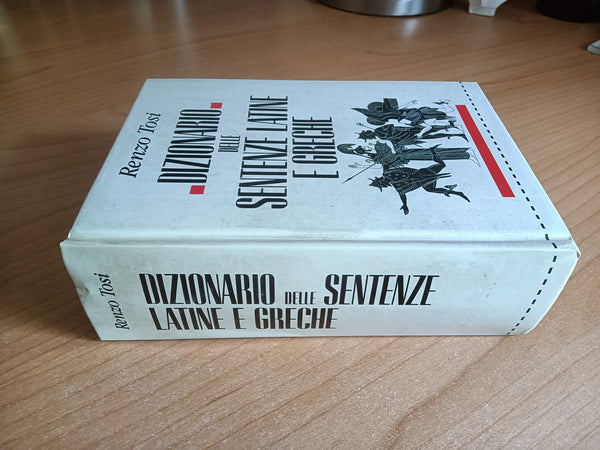 Renzo Tosi
DIZIONARIO
DELLE
SENTENZE LATINE
E GRECHE
Renzo Tosi
DIZIONARIO DELLE SENTENZE
LATINE E GRECHE